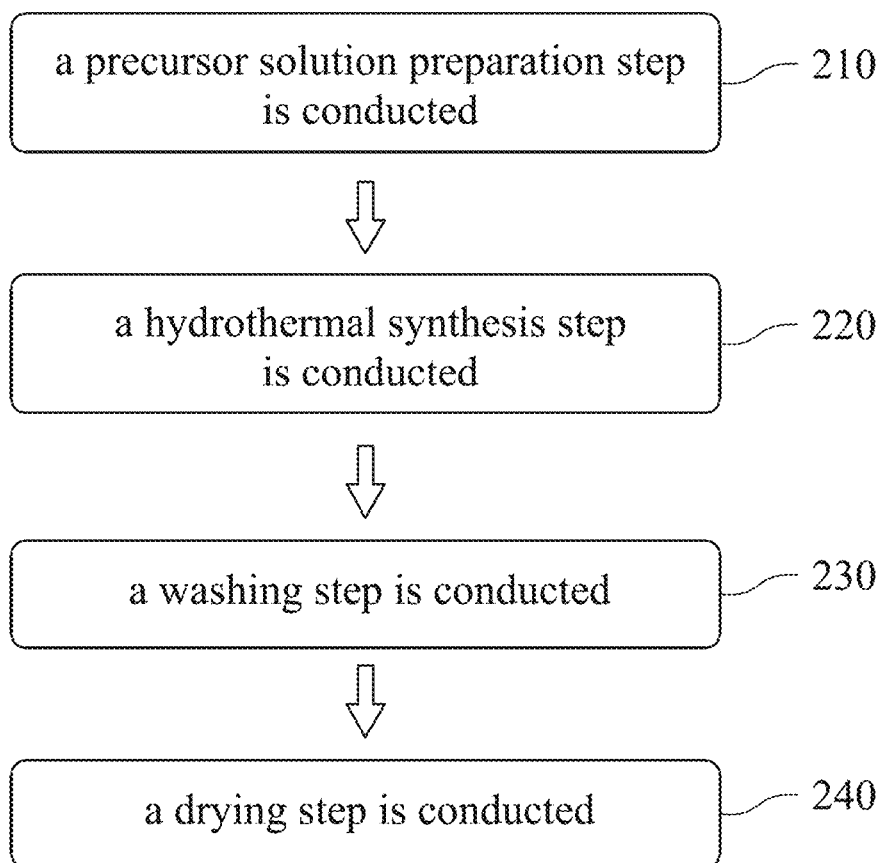 a precursor solution preparation step
is conducted
210
a hydrothermal synthesis step
is conducted
220
a washing step is conducted
230
a drying step is conducted
240